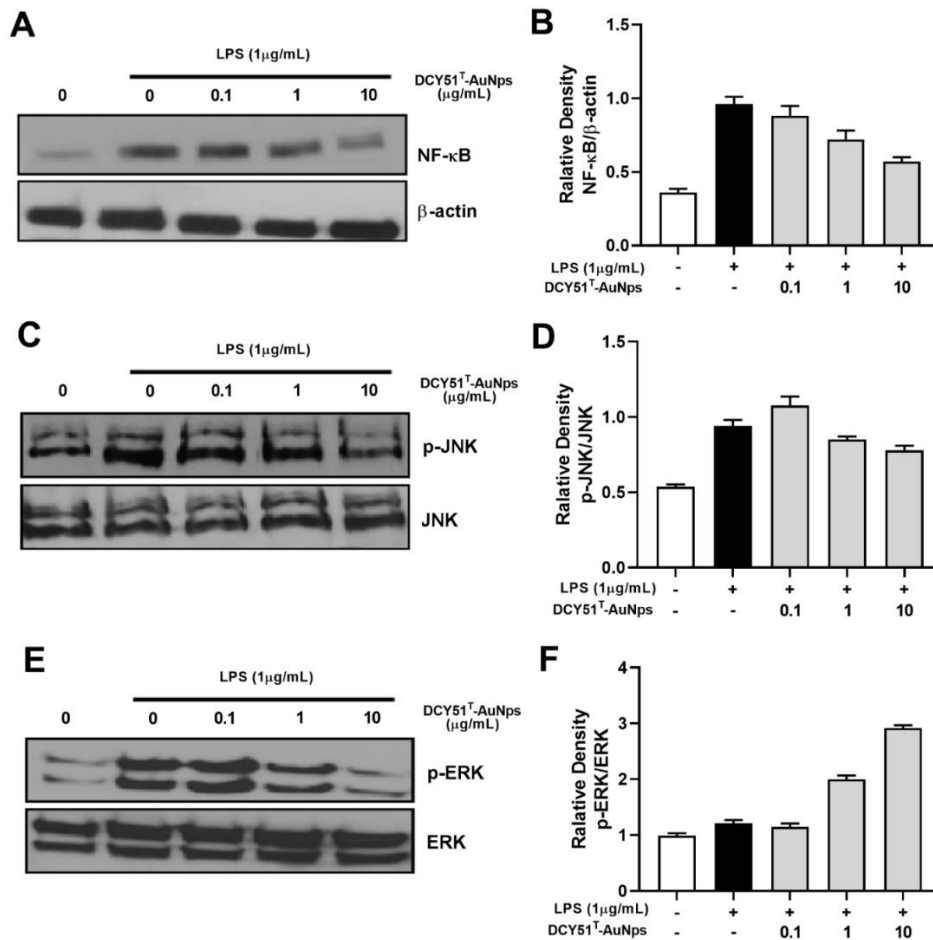 A
LPS (1μg/mL)
DCY51ᵀ-AuNps
(μg/mL)
0 0 0.1 1 10
NF-κB
β-actin
B
Ralative Density
NF-κB/β-actin
1.5
1.0
0.5
0.0
LPS (1μg/mL) - + + + +
DCY51ᵀ-AuNps - - 0.1 1 10
C
LPS (1μg/mL)
DCY51ᵀ-AuNps
(μg/mL)
0 0 0.1 1 10
p-JNK
JNK
D
Ralative Density
p-JNK/JNK
1.5
1.0
0.5
0.0
LPS (1μg/mL) - + + + +
DCY51ᵀ-AuNps - - 0.1 1 10
E
LPS (1μg/mL)
DCY51ᵀ-AuNps
(μg/mL)
0 0 0.1 1 10
p-ERK
ERK
F
Ralative Density
p-ERK/ERK
4
3
2
1
0
LPS (1μg/mL) - + + + +
DCY51ᵀ-AuNps - - 0.1 1 10